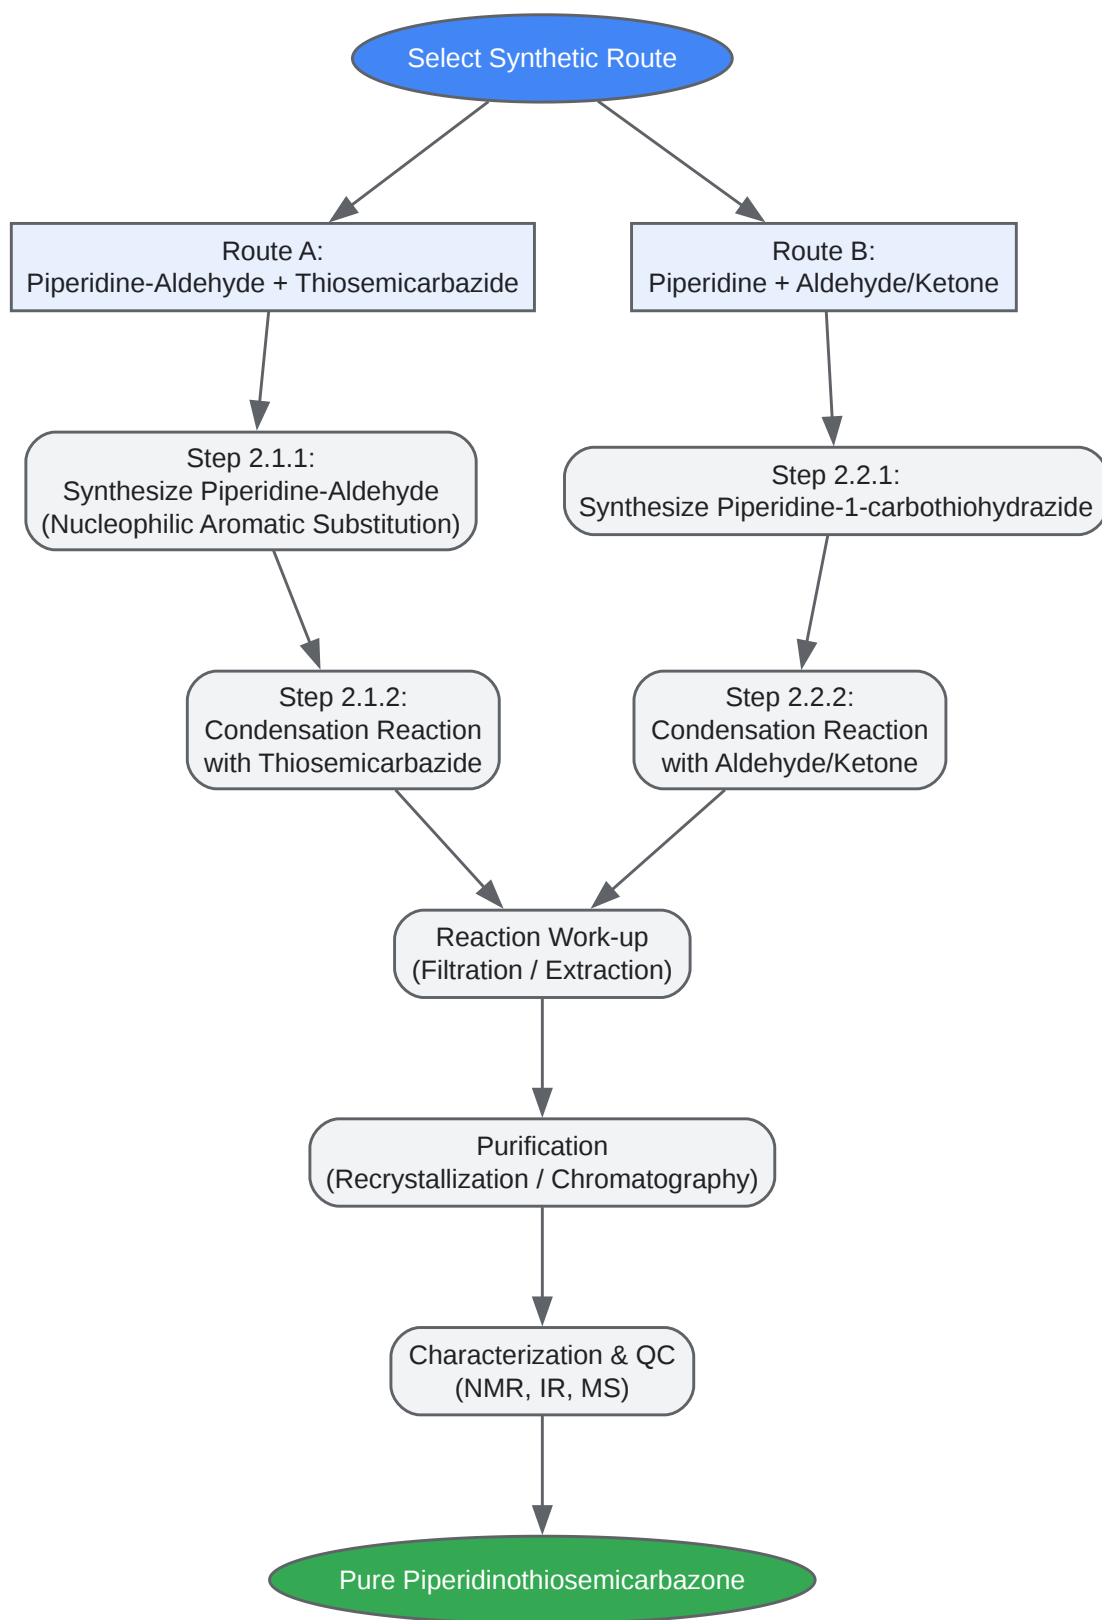 Select Synthetic Route
Route A:
Piperidine-Aldehyde + Thiosemicarbazide
Route B:
Piperidine + Aldehyde/Ketone
Step 2.1.1:
Synthesize Piperidine-Aldehyde
(Nucleophilic Aromatic Substitution)
Step 2.2.1:
Synthesize Piperidine-1-carbothiohydrazide
Step 2.1.2:
Condensation Reaction
with Thiosemicarbazide
Step 2.2.2:
Condensation Reaction
with Aldehyde/Ketone
Reaction Work-up
(Filtration / Extraction)
Purification
(Recrystallization / Chromatography)
Characterization & QC
(NMR, IR, MS)
Pure Piperidinothiosemicarbazone